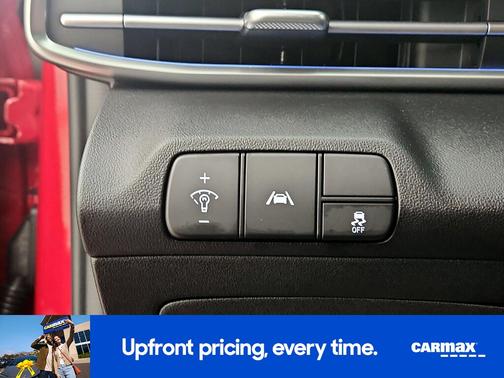 +
-
OFF
Upfront pricing, every time.
CARMAX